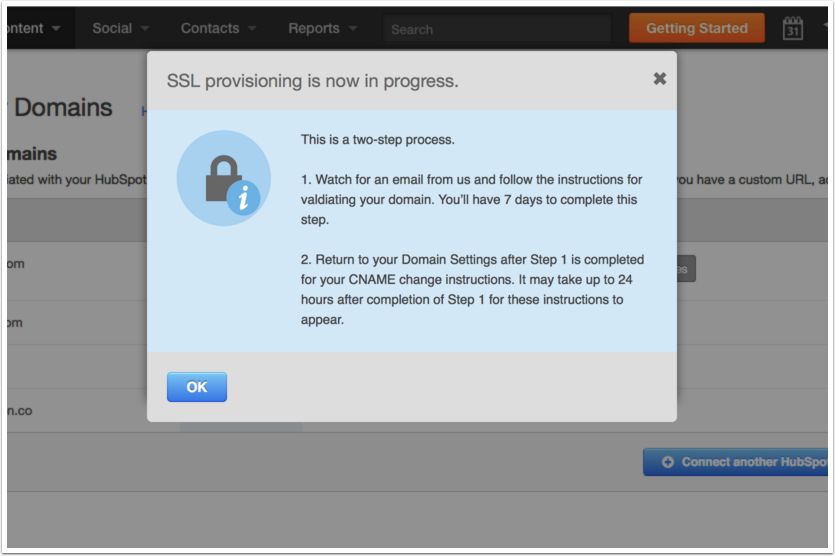 ontent Social Contacts Reports Search Getting Started 31
SSL provisioning is now in progress.
Domains
mains
iated with your HubSpot
ou have a custom URL, ac
This is a two-step process.
1. Watch for an email from us and follow the instructions for
valdiating your domain. You'll have 7 days to complete this
step.
2. Return to your Domain Settings after Step 1 is completed
for your CNAME change instructions. It may take up to 24
hours after completion of Step 1 for these instructions to
appear.
om
es
om
n.co
OK
Connect another HubSpot